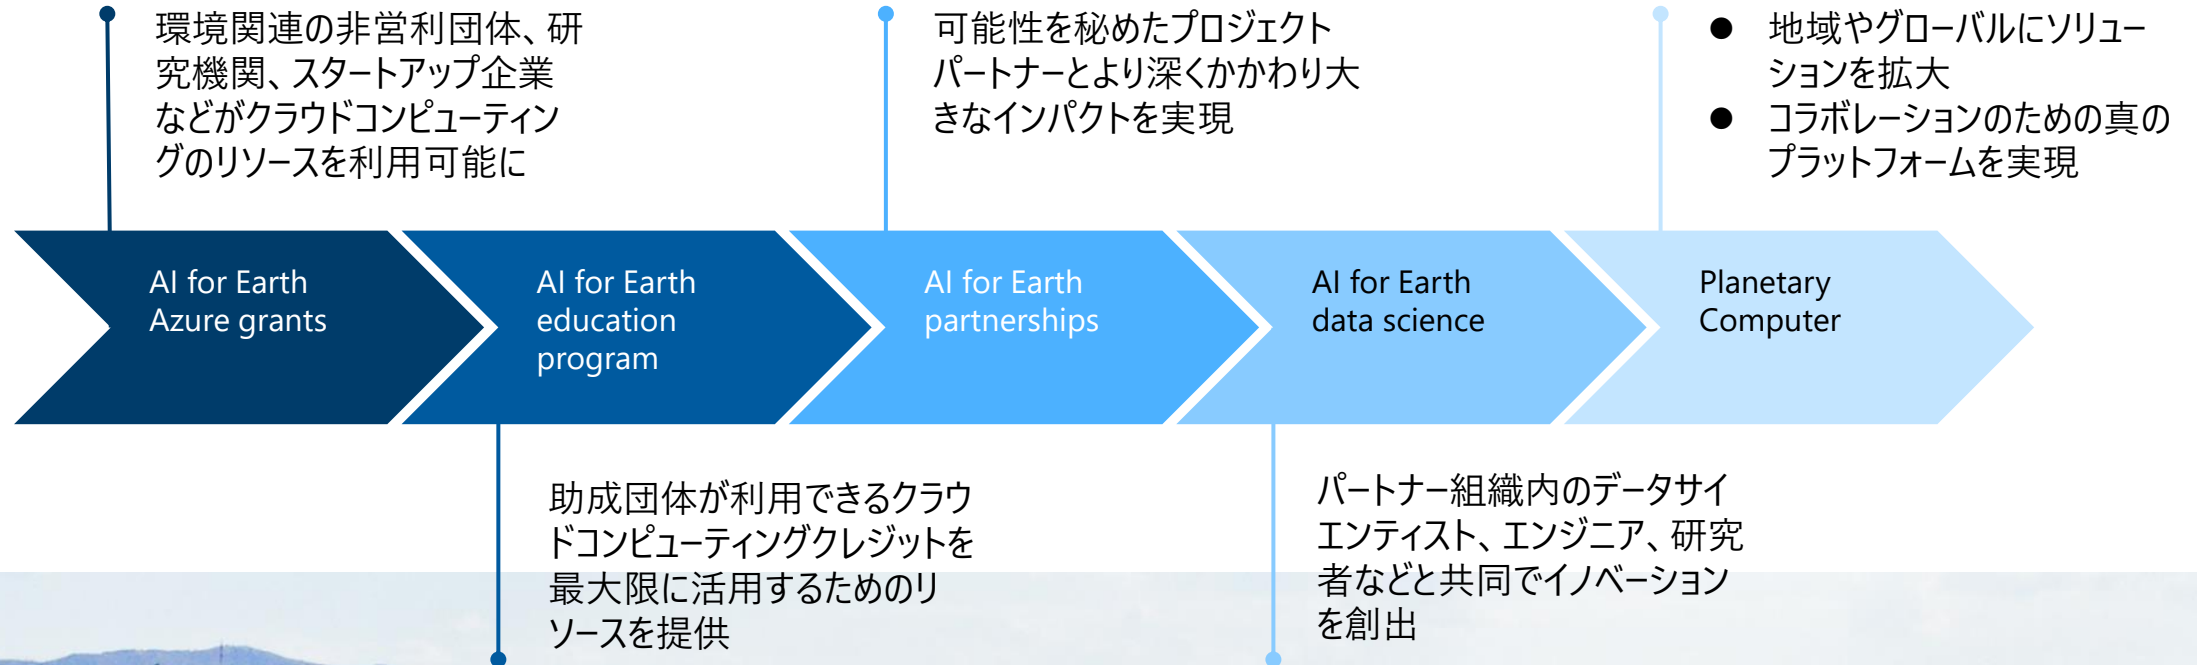 環境関連の非営利団体、研
究機関、スタートアップ企業
などがクラウドコンピューティン
グのリソースを利用可能に
可能性を秘めたプロジェクト
パートナーとより深くかかわり大
きなインパクトを実現
● 地域やグローバルにソリュー
ションを拡大
● コラボレーションのための真の
プラットフォームを実現
AI for Earth
Azure grants
AI for Earth
education
program
AI for Earth
partnerships
AI for Earth
data science
Planetary
Computer
助成団体が利用できるクラウ
ドコンピューティングクレジットを
最大限に活用するためのリ
ソースを提供
パートナー組織内のデータサイ
エンティスト、エンジニア、研究
者などと共同でイノベーション
を創出